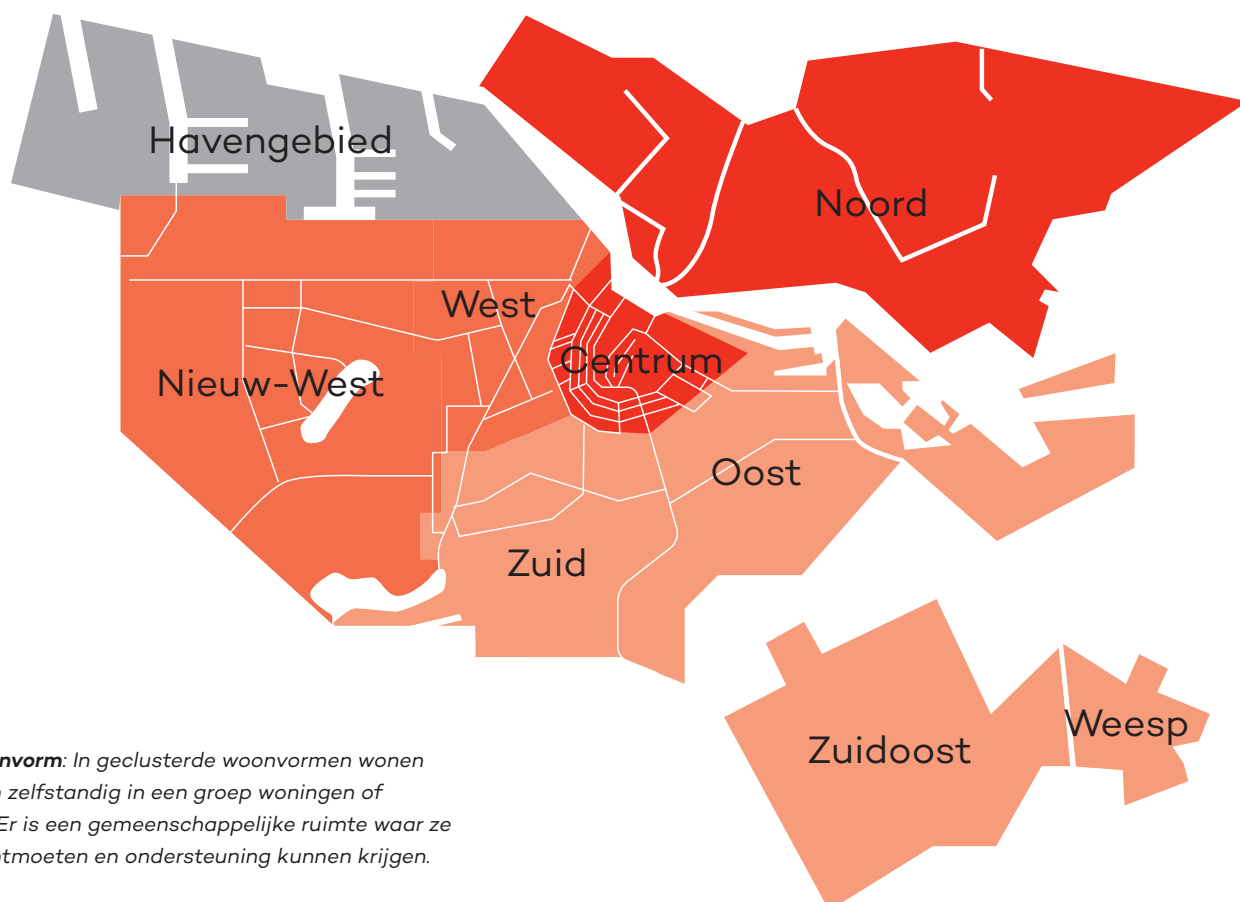 Havengebied
Noord
West
Centrum
Nieuw-West
Oost
Zuid
Weesp
Zuidoost
nvorm: In geclusterde woonvormen wonen
zelfstandig in een groep woningen of
Er is een gemeenschappelijke ruimte waar ze
ntmoeten en ondersteuning kunnen krijgen.